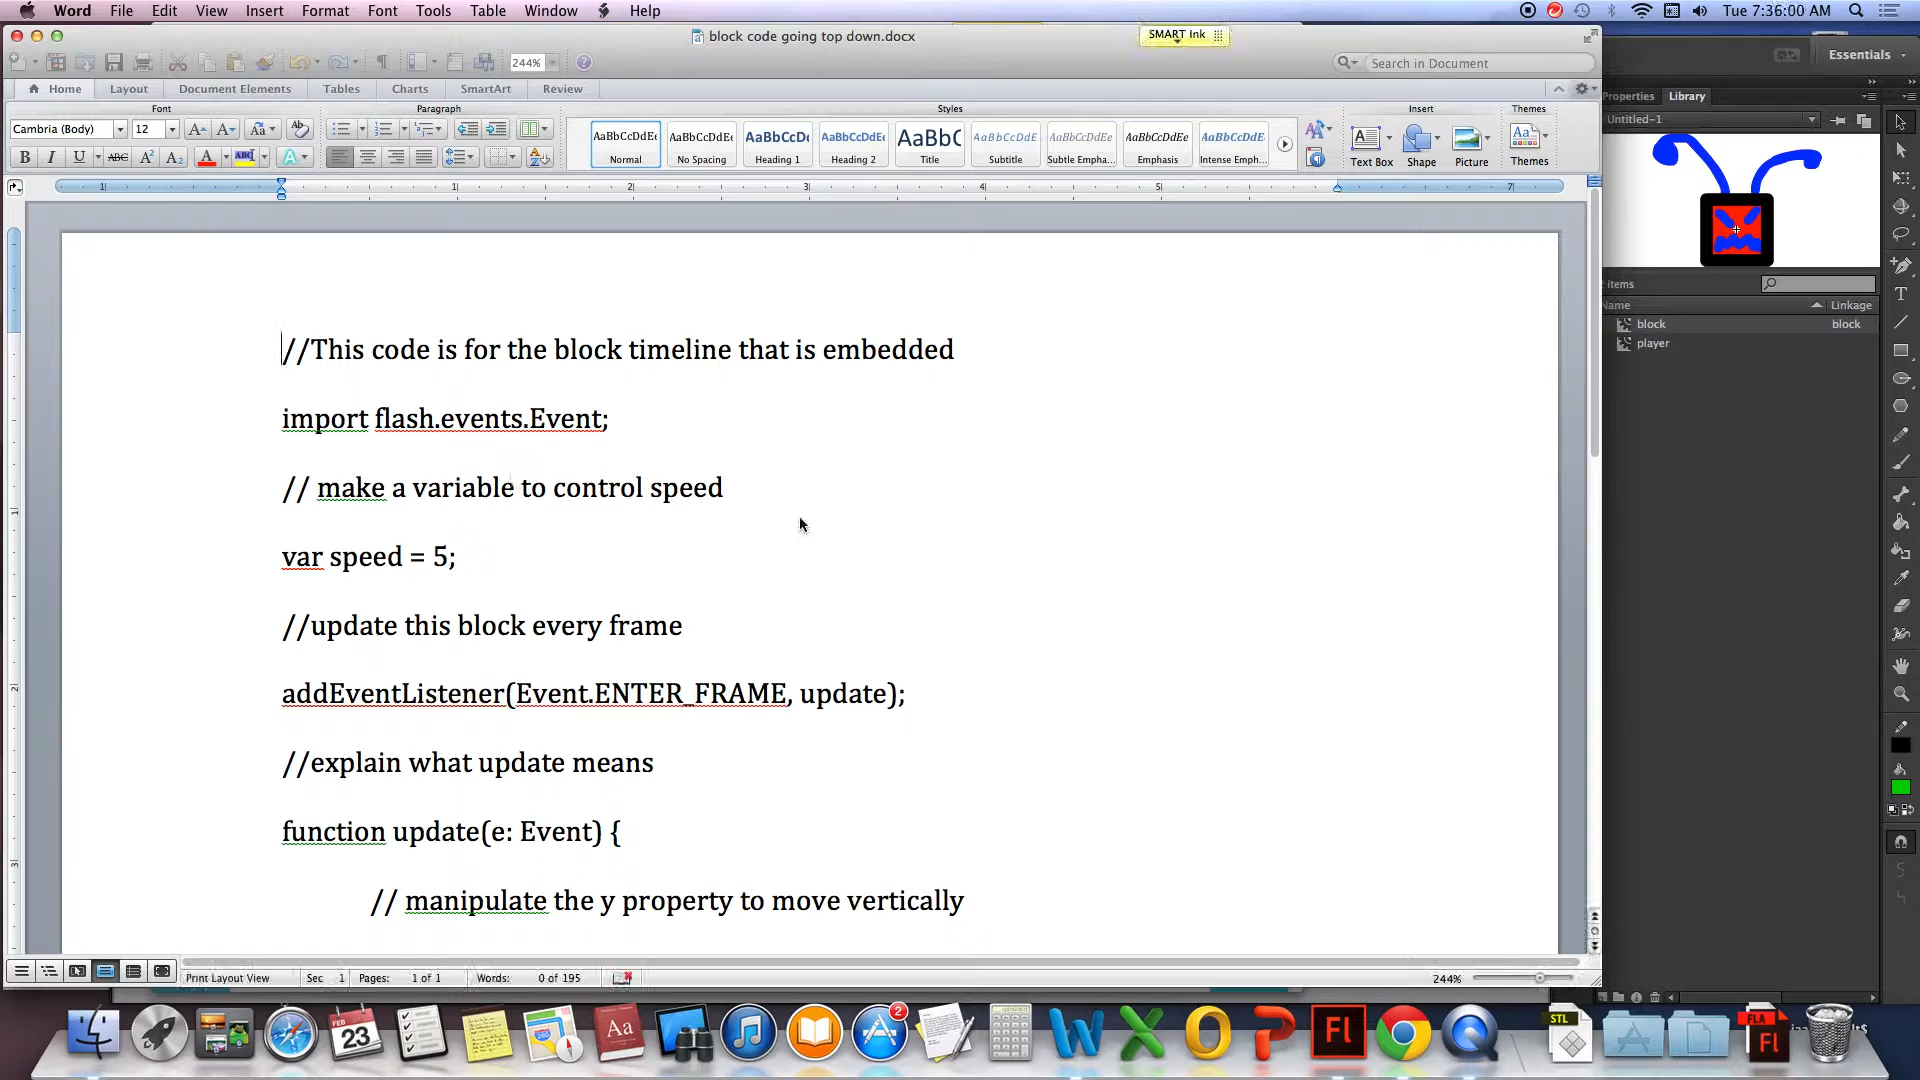 Word File Edit View Insert Format Font Tools Table Window Help Tue 7:36:00 AM
block code going top down.docx
SMART Ink
Essentials
244%
Search in Document
Home Layout Document Elements Tables Charts SmartArt Review
Font Paragraph Styles Insert Themes
Cambria (Body) 12
AaBbCcDdEe AaBbCcDdEe AaBbCcDc AaBbCcDdEe AaBbC AaBbCcDdE AaBbCcDdEe AaBbCcDdEe AaBbCcDdE
Normal No Spacing Heading 1 Heading 2 Title Subtitle Subtle Empha... Emphasis Intense Emph...
Text Box Shape Picture Themes
Properties Library
Untitled-1
items
Name Linkage
block block
player
//This code is for the block timeline that is embedded
import flash.events.Event;
// make a variable to control speed
var speed = 5;
//update this block every frame
addEventListener(Event.ENTER_FRAME, update);
//explain what update means
function update(e: Event) {
// manipulate the y property to move vertically
Print Layout View Sec 1 Pages: 1 of 1 Words: 0 of 195 244%
FEB
23
2
STL
FLA